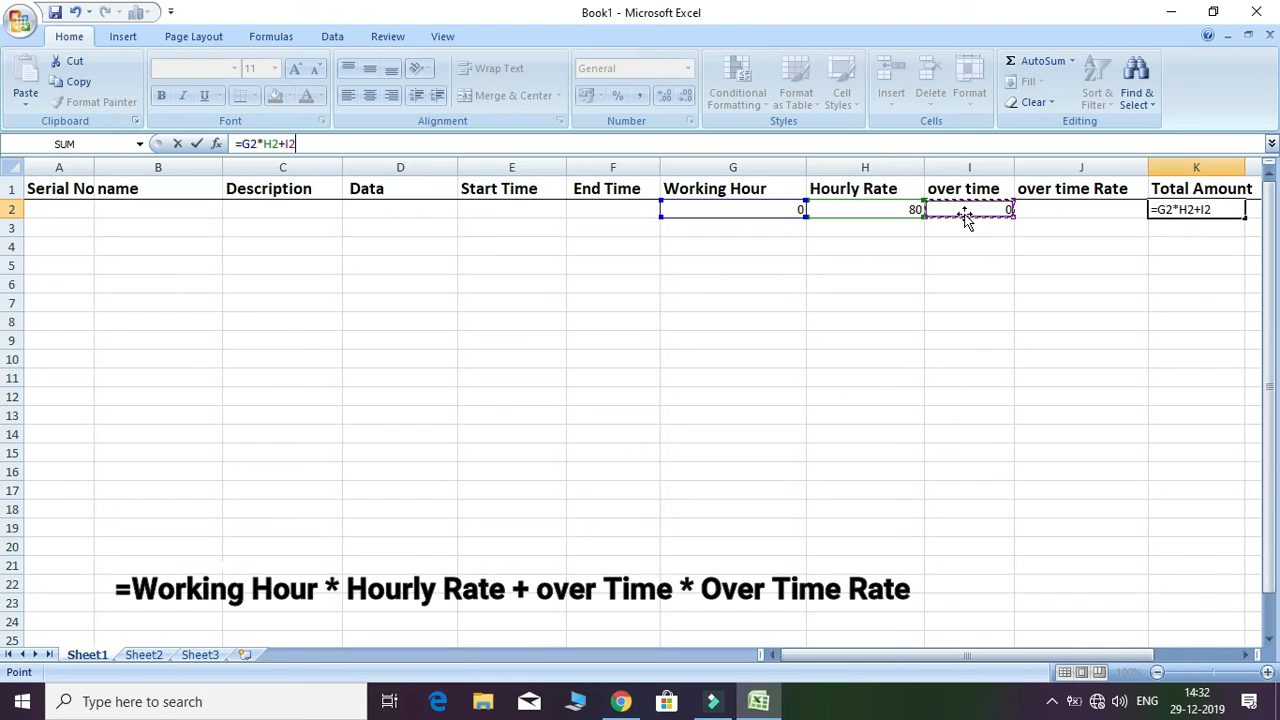 Book1 - Microsoft Excel
Home Insert Page Layout Formulas Data Review View
Paste
Cut
Copy
Format Painter
Clipboard
11
A A
B I U
A
Font
Wrap Text
Merge & Center
Alignment
General
% ,
Number
Conditional Formatting
Format as Table
Cell Styles
Styles
Insert
Delete
Format
Cells
Σ AutoSum
Fill
Clear
Sort & Filter
Find & Select
Editing
SUM
fx =G2*H2+I2
A B C D E F G H I J K
1 Serial No name Description Data Start Time End Time Working Hour Hourly Rate over time over time Rate Total Amount
2 0 80 0 =G2*H2+I2
3
4
5
6
7
8
9
10
11
12
13
14
15
16
17
18
19
20
21
22
=Working Hour * Hourly Rate + over Time * Over Time Rate
23
24
25
Sheet1 Sheet2 Sheet3
Point 100%
Type here to search
ENG
14:32
29-12-2019